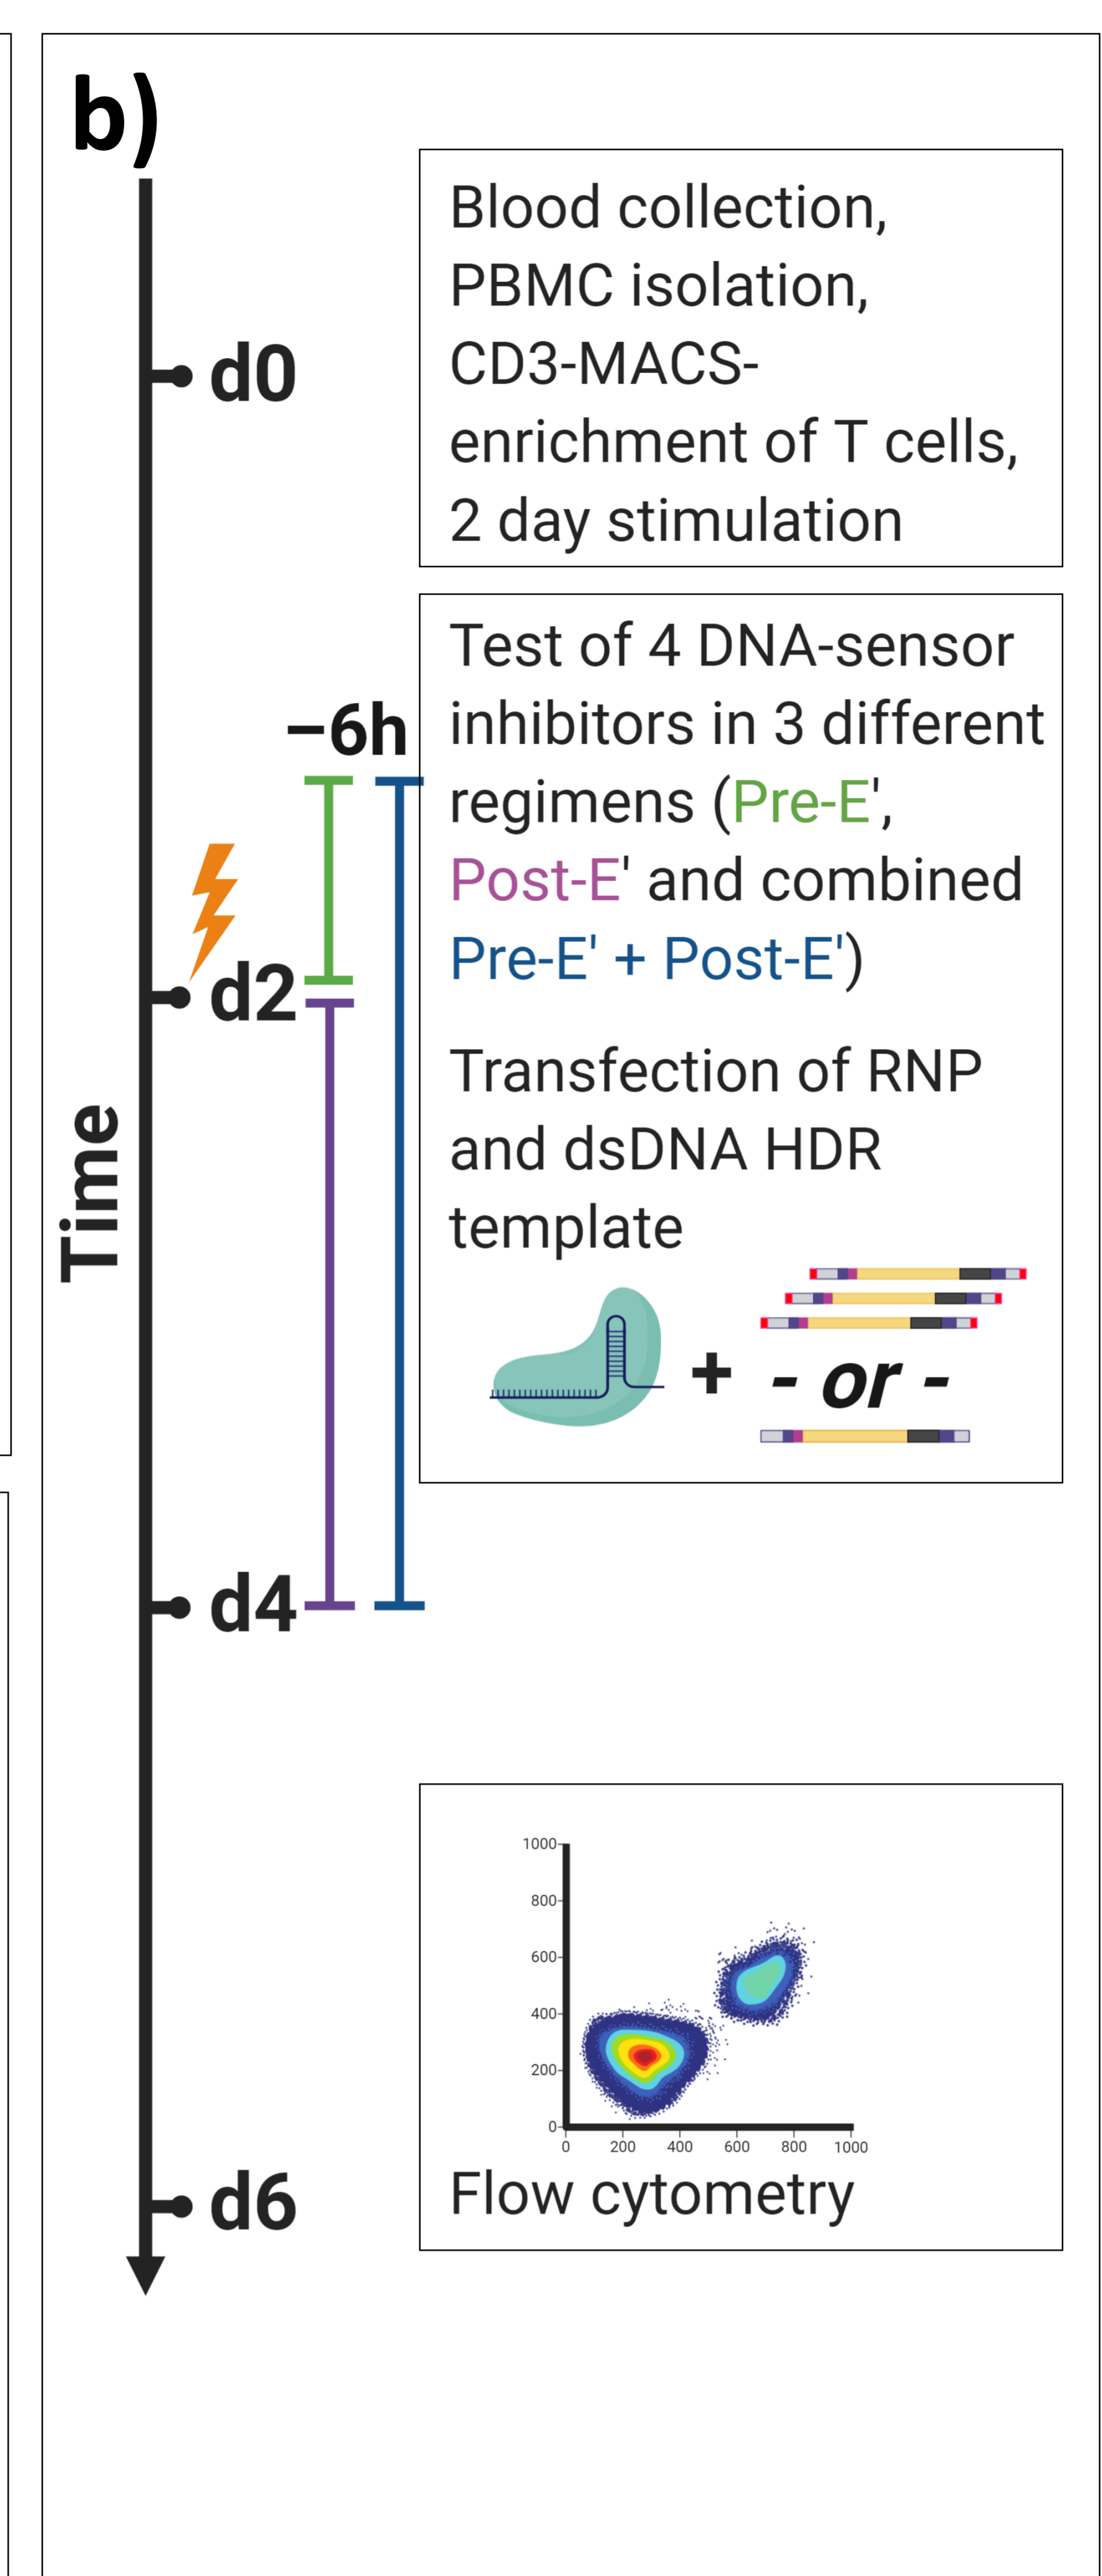 b)
Blood collection,
PBMC isolation,
CD3-MACS-
enrichment of T cells,
2 day stimulation
d0
Test of 4 DNA-sensor
inhibitors in 3 different
regimens (Pre-E',
Post-E' and combined
Pre-E' + Post-E')
–6h
d2
Time
Transfection of RNP
and dsDNA HDR
template
+
- or -
d4
1000
800
600
400
200
0
0 200 400 600 800 1000
Flow cytometry
d6